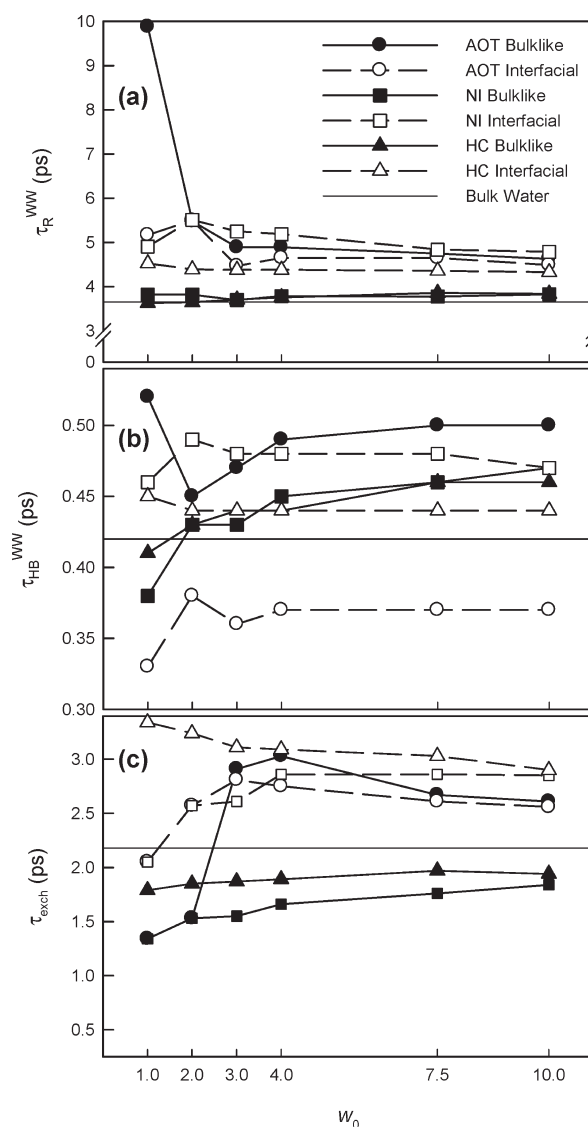 10
9
8
7
6
5
4
3
0
(a)
τR^WW (ps)
AOT Bulklike
AOT Interfacial
NI Bulklike
NI Interfacial
HC Bulklike
HC Interfacial
Bulk Water
0.50
0.45
0.40
0.35
0.30
(b)
τHB^WW (ps)
3.0
2.5
2.0
1.5
1.0
0.5
(c)
τexch (ps)
1.0 2.0 3.0 4.0 7.5 10.0
w0